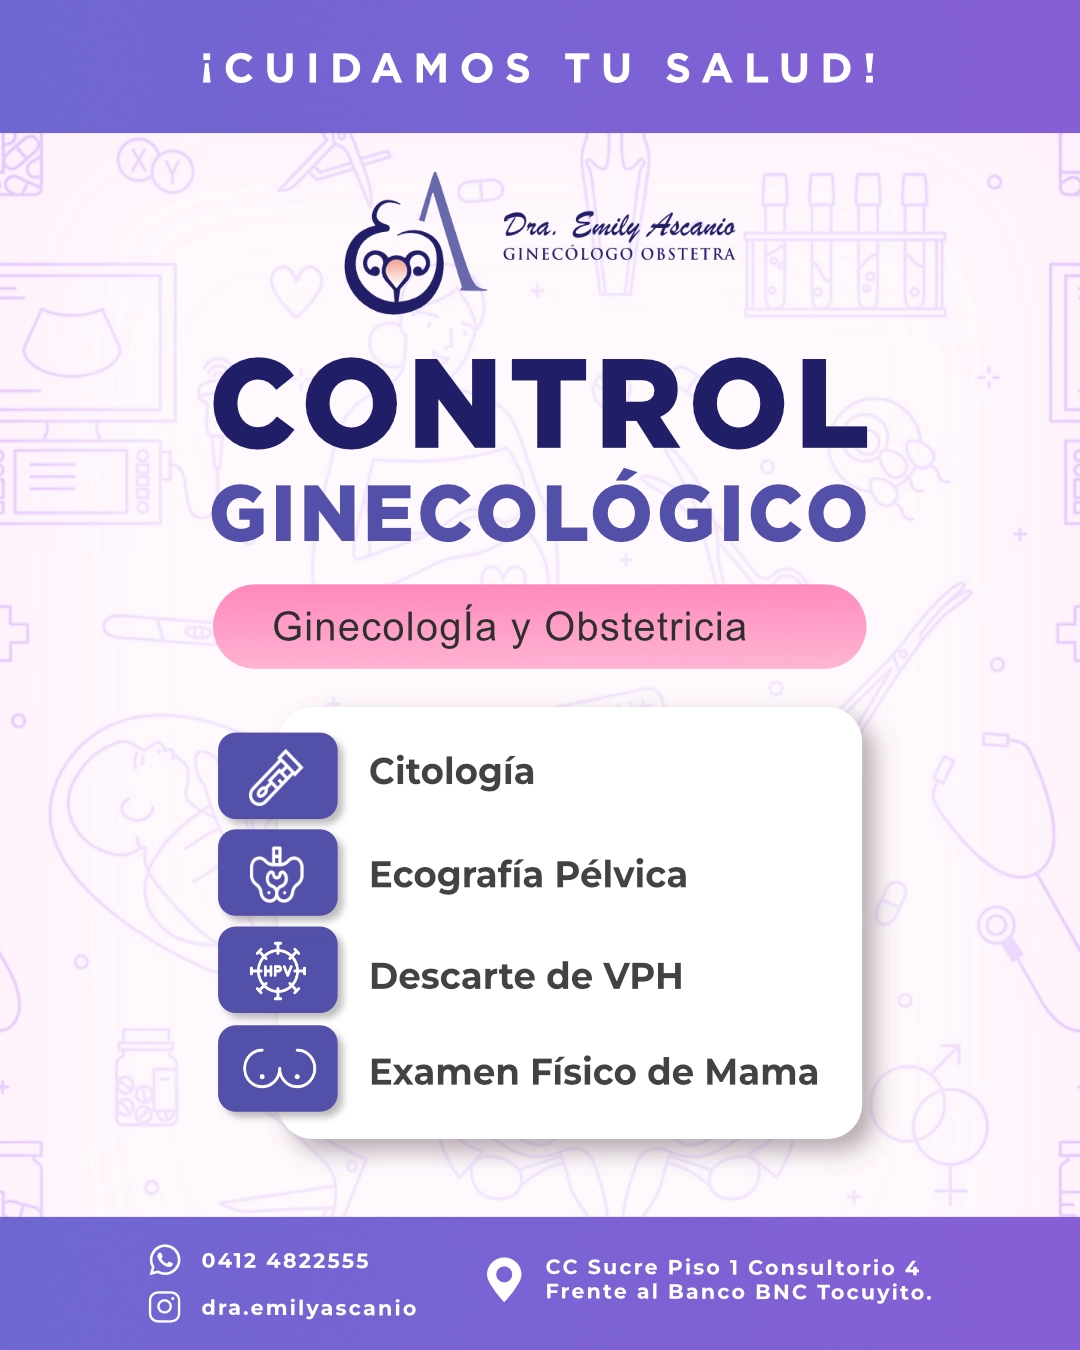 ¡CUIDAMOS TU SALUD!
X Y
Dra. Emily Ascanio
GINECÓLOGO OBSTETRA
CONTROL
GINECOLÓGICO
GinecologÍa y Obstetricia
Citología
Ecografía Pélvica
HPV
Descarte de VPH
Examen Físico de Mama
0412 4822555
dra.emilyascanio
CC Sucre Piso 1 Consultorio 4
Frente al Banco BNC Tocuyito.